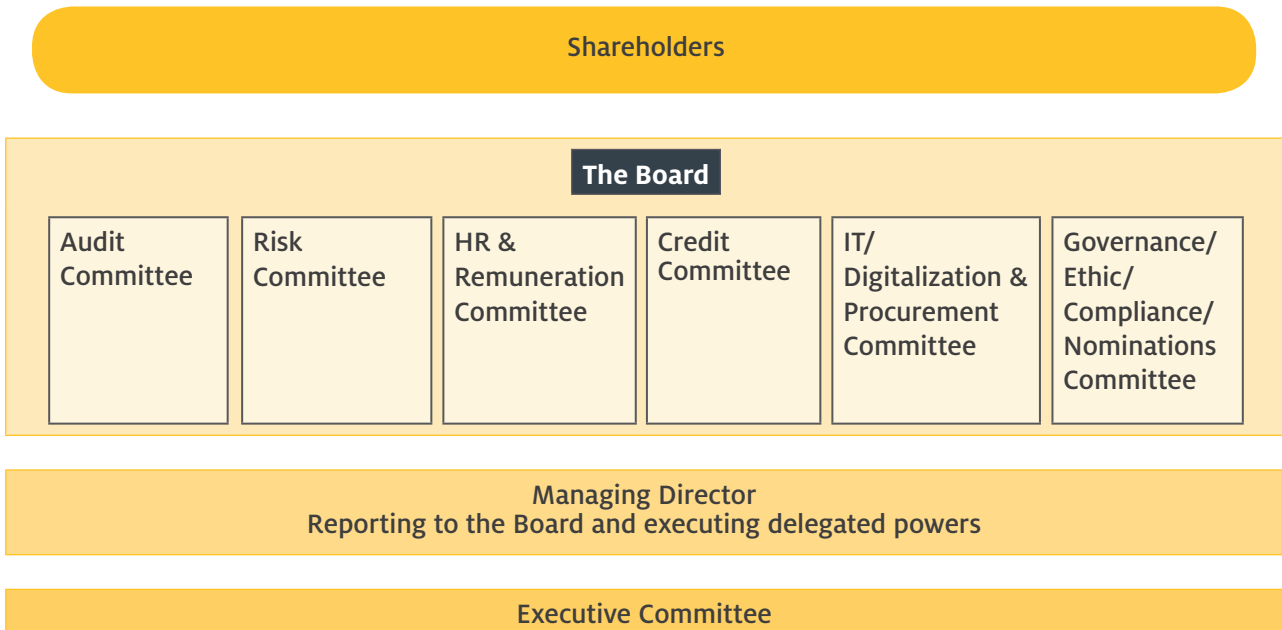 Shareholders
The Board
Audit
Committee
Risk
Committee
HR &
Remuneration
Committee
Credit
Committee
IT/
Digitalization &
Procurement
Committee
Governance/
Ethic/
Compliance/
Nominations
Committee
Managing Director
Reporting to the Board and executing delegated powers
Executive Committee